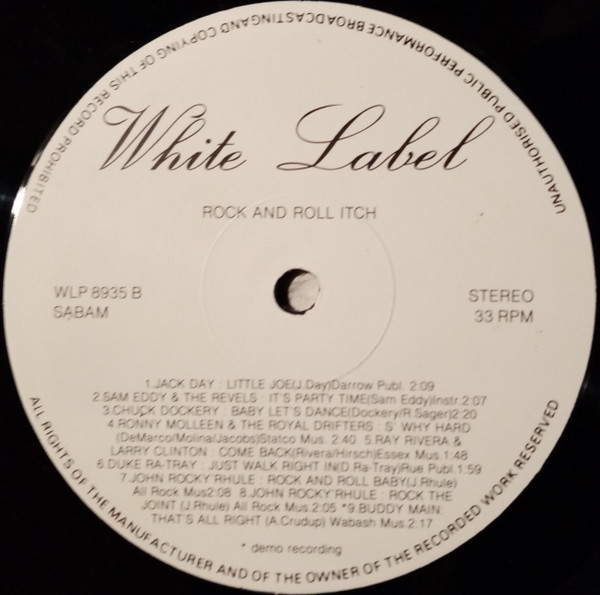 UNAUTHORISED PUBLIC PERFORMANCE BROADCASTING AND COPYING OF THIS RECORD PROHIBITED
White Label
ROCK AND ROLL ITCH
WLP 8935 B
SABAM
STEREO
33 RPM
1.JACK DAY : LITTLE JOE(J.Day)Darrow Publ. 2:09
2.SAM EDDY & THE REVELS : IT'S PARTY TIME(Sam Eddy)Instr.2:07
3.CHUCK DOCKERY : BABY LET'S DANCE(Dockery/R.Sager)2:20
4.RONNY MOLLEEN & THE ROYAL DRIFTERS : S' WHY HARD
(DeMarco/Molina/Jacobs)Statco Mus. 2.40 5.RAY RIVERA &
LARRY CLINTON : COME BACK(Rivera/Hirsch)Essex Mus.1:48
6.DUKE RA-TRAY : JUST WALK RIGHT IN(D.Ra-Tray)Rue Publ.1:59
7.JOHN ROCKY'RHULE : ROCK AND ROLL BABY(J.Rhule)
All Rock Mus2:08 8.JOHN ROCKY'RHULE : ROCK THE
JOINT (J.Rhule) All Rock Mus.2:05 *9.BUDDY MAIN:
THAT'S ALL RIGHT (A.Crudup) Wabash Mus.2:17
* demo recording
ALL RIGHTS OF THE MANUFACTURER AND OF THE OWNER OF THE RECORDED WORK RESERVED